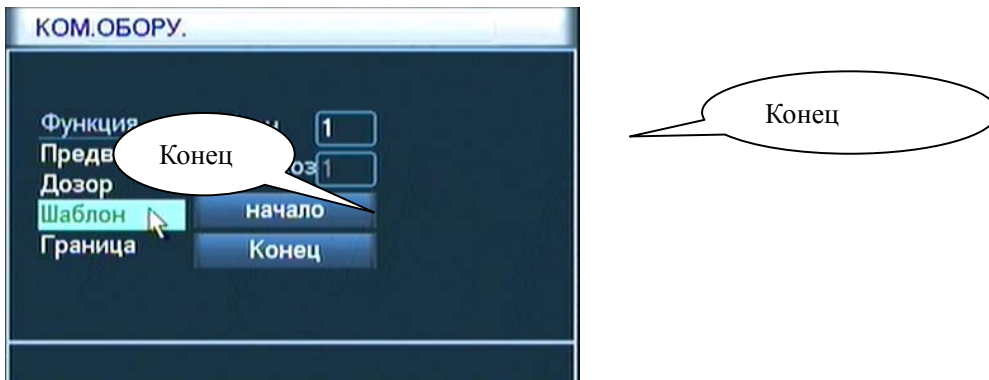 КОМ.ОБОРУ.
Функция 1
Предв
Дозор 1
Шаблон
Граница
начало
Конец
Конец
Конец